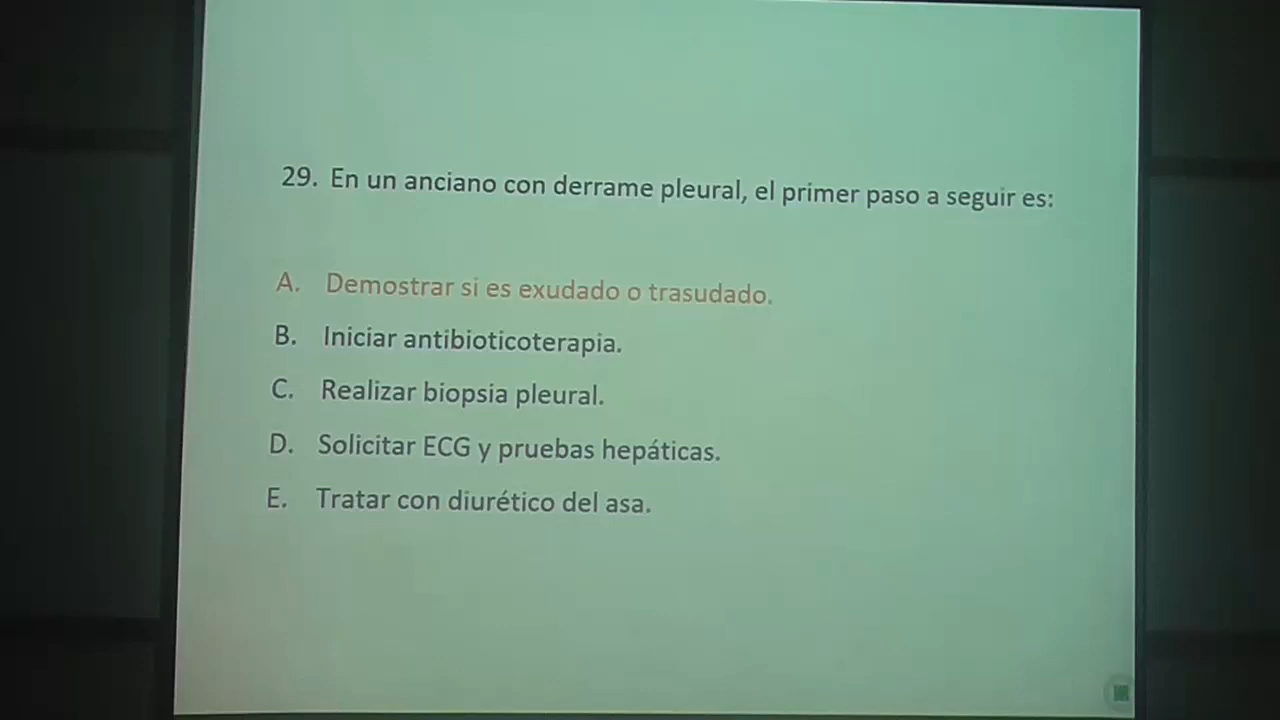 29. En un anciano con derrame pleural, el primer paso a seguir es:
A. Demostrar si es exudado o trasudado.
B. Iniciar antibioticoterapia.
C. Realizar biopsia pleural.
D. Solicitar ECG y pruebas hepáticas.
E. Tratar con diurético del asa.